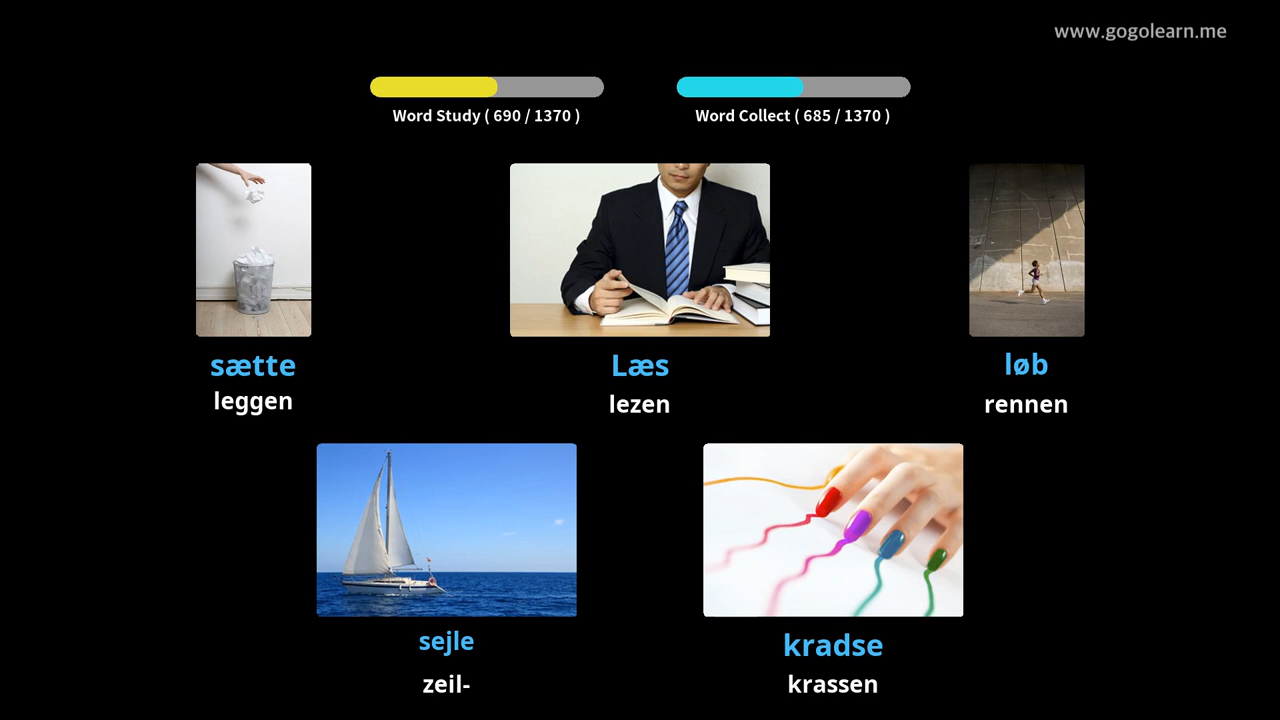 www.gogolearn.me
Word Study ( 690 / 1370 )
Word Collect ( 685 / 1370 )
sætte
leggen
Læs
lezen
løb
rennen
sejle
zeil-
kradse
krassen